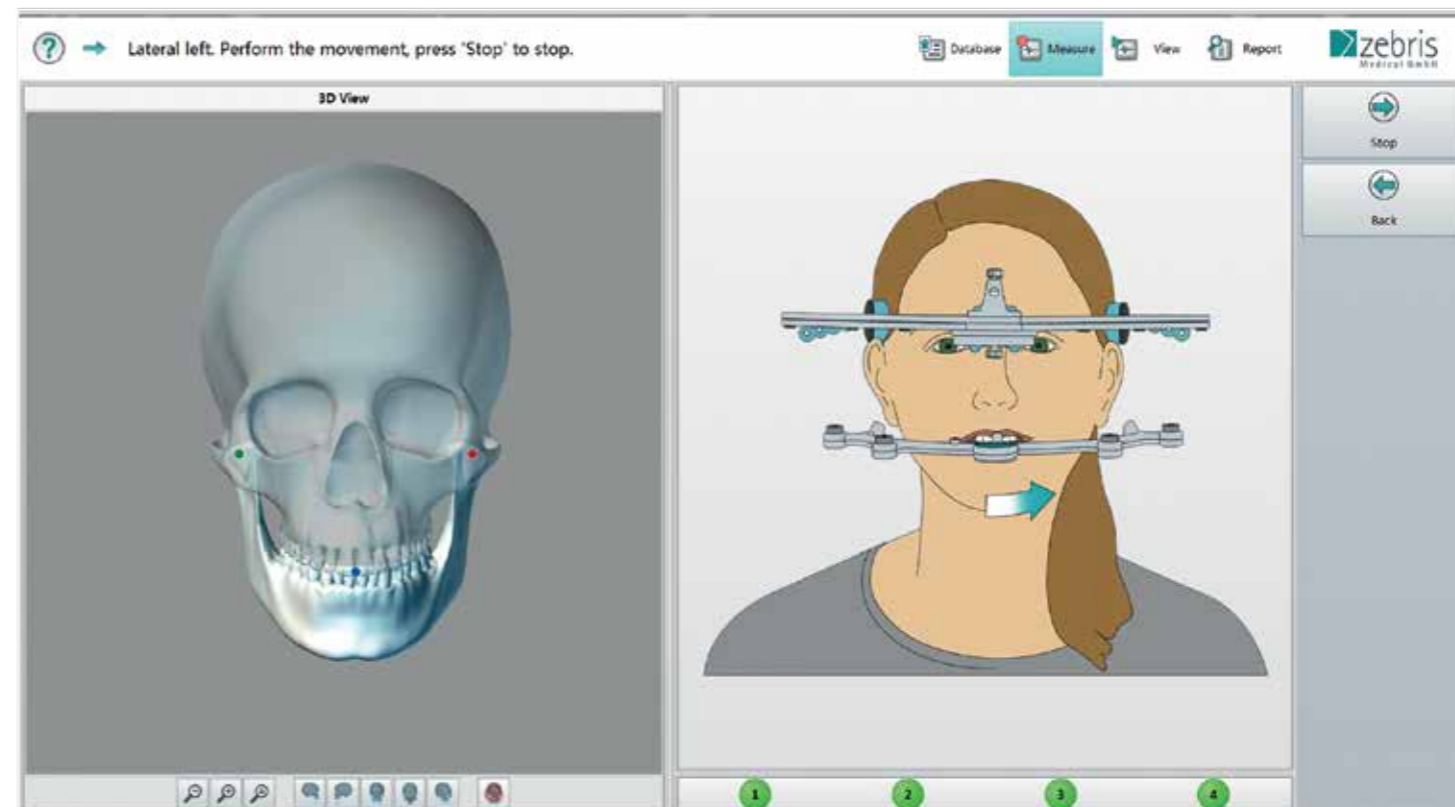 Lateral left. Perform the movement, press 'Stop' to stop.
Database
Measure
View
Report
zebris
Medical GmbH
3D View
Stop
Back
1
2
3
4